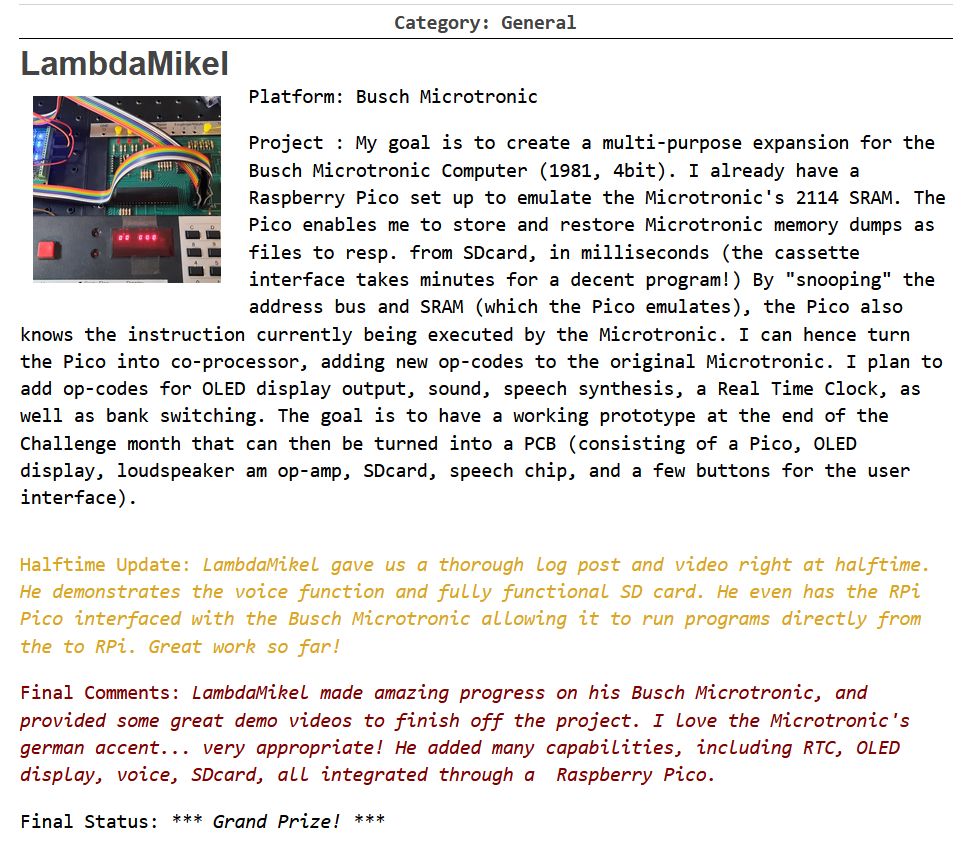 Category: General
LambdaMikel
Platform: Busch Microtronic
Project : My goal is to create a multi-purpose expansion for the
Busch Microtronic Computer (1981, 4bit). I already have a
Raspberry Pico set up to emulate the Microtronic's 2114 SRAM. The
Pico enables me to store and restore Microtronic memory dumps as
files to resp. from SDcard, in milliseconds (the cassette
interface takes minutes for a decent program!) By "snooping" the
address bus and SRAM (which the Pico emulates), the Pico also
knows the instruction currently being executed by the Microtronic. I can hence turn
the Pico into co-processor, adding new op-codes to the original Microtronic. I plan to
add op-codes for OLED display output, sound, speech synthesis, a Real Time Clock, as
well as bank switching. The goal is to have a working prototype at the end of the
Challenge month that can then be turned into a PCB (consisting of a Pico, OLED
display, loudspeaker am op-amp, SDcard, speech chip, and a few buttons for the user
interface).
Halftime Update: LambdaMikel gave us a thorough log post and video right at halftime.
He demonstrates the voice function and fully functional SD card. He even has the RPi
Pico interfaced with the Busch Microtronic allowing it to run programs directly from
the to RPi. Great work so far!
Final Comments: LambdaMikel made amazing progress on his Busch Microtronic, and
provided some great demo videos to finish off the project. I love the Microtronic's
german accent... very appropriate! He added many capabilities, including RTC, OLED
display, voice, SDcard, all integrated through a  Raspberry Pico.
Final Status: *** Grand Prize! ***